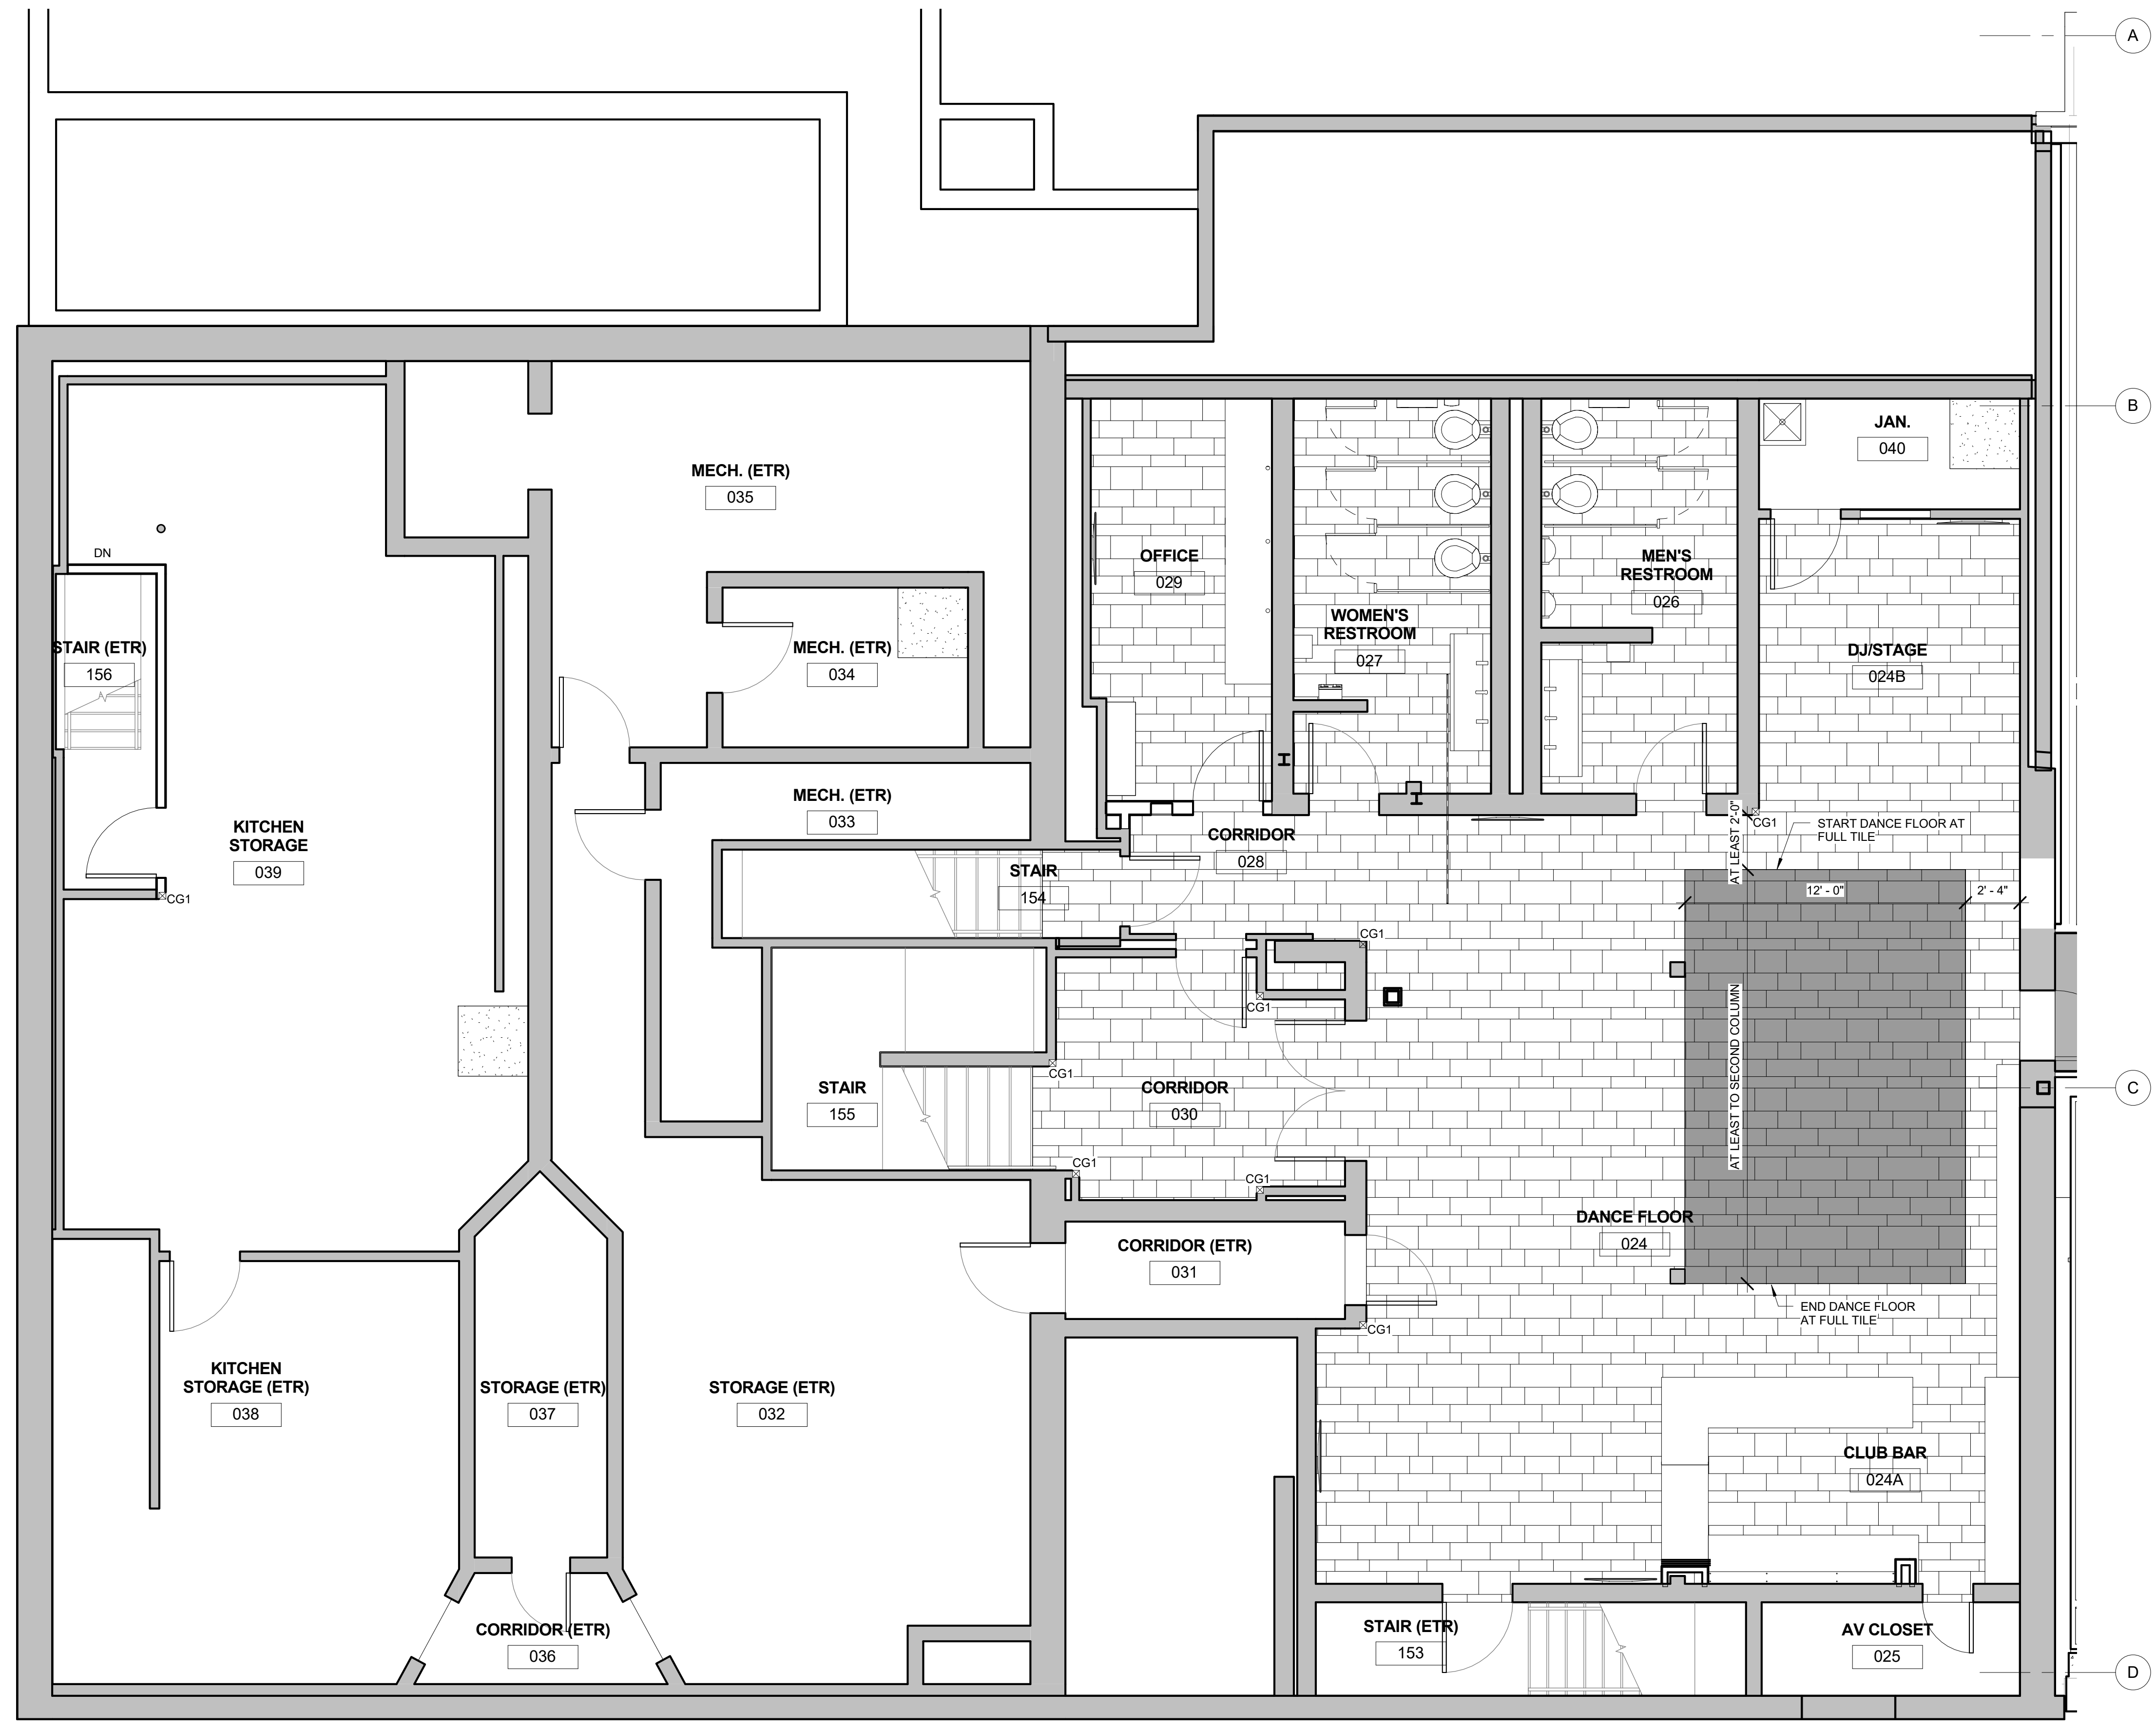 A
B
JAN.
040
MECH. (ETR)
035
DN
OFFICE
029
MEN'S
RESTROOM
026
WOMEN'S
RESTROOM
027
STAIR (ETR)
156
MECH. (ETR)
034
DJ/STAGE
024B
MECH. (ETR)
033
KITCHEN
STORAGE
039
CG1
CORRIDOR
028
CG1
AT LEAST 2'-0"
START DANCE FLOOR AT
FULL TILE
STAIR
154
12' - 0"
2' - 4"
CG1
CG1
CG1
AT LEAST TO SECOND COLUMN
STAIR
155
CORRIDOR
030
C
CG1
CG1
DANCE FLOOR
024
CORRIDOR (ETR)
031
END DANCE FLOOR
AT FULL TILE
CG1
KITCHEN
STORAGE (ETR)
038
STORAGE (ETR)
037
STORAGE (ETR)
032
CLUB BAR
024A
CORRIDOR (ETR)
036
STAIR (ETR)
153
AV CLOSET
025
D